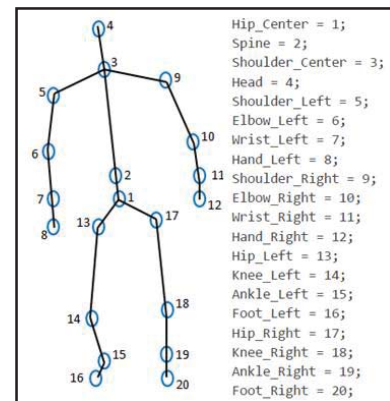 Hip_Center = 1;
Spine = 2;
Shoulder_Center = 3;
Head = 4;
Shoulder_Left = 5;
Elbow_Left = 6;
Wrist_Left = 7;
Hand_Left = 8;
Shoulder_Right = 9;
Elbow_Right = 10;
Wrist_Right = 11;
Hand_Right = 12;
Hip_Left = 13;
Knee_Left = 14;
Ankle_Left = 15;
Foot_Left = 16;
Hip_Right = 17;
Knee_Right = 18;
Ankle_Right = 19;
Foot_Right = 20;
4
3
9
5
10
6
2
11
1
7
12
17
13
8
18
14
15
19
16
20